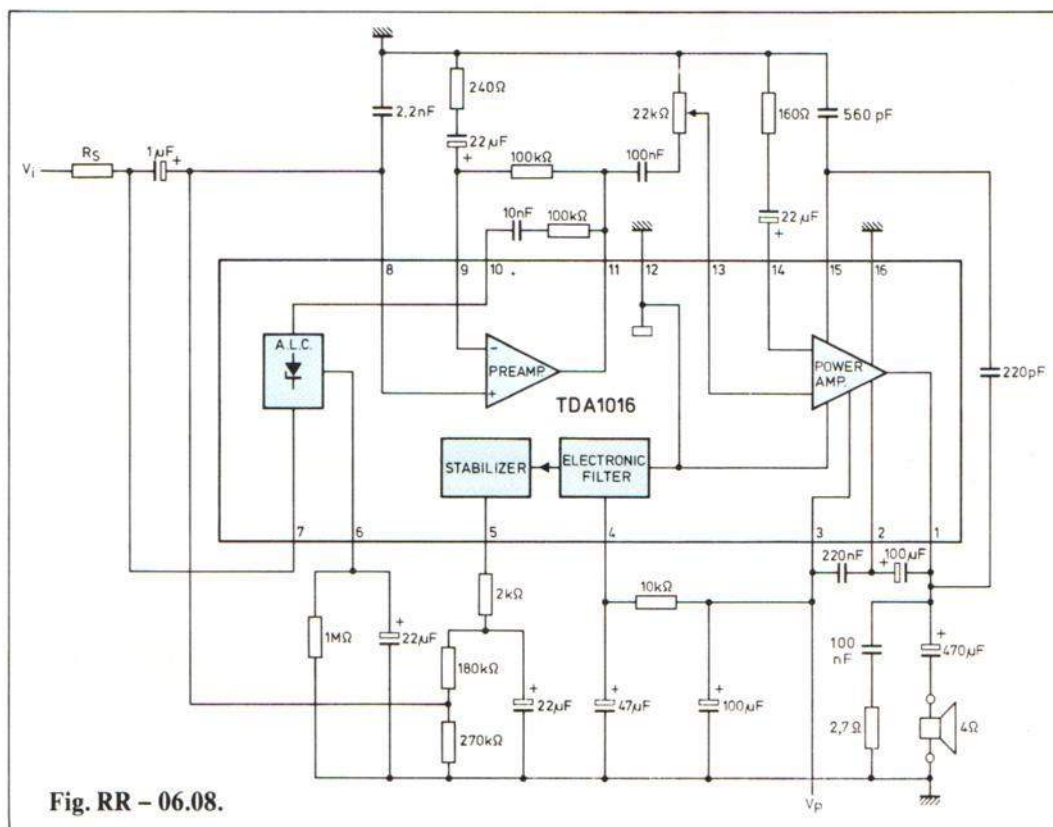 240Ω
2,2nF
22kΩ
160Ω
560 pF
22µF
+
RS
1µF
+
Vi
100kΩ
100nF
10nF
100kΩ
22µF
+
8
9
10
11
12
13
14
15
16
A.L.C.
-
PREAMP.
+
POWER
AMP.
220pF
TDA1016
STABILIZER
ELECTRONIC
FILTER
7
6
5
4
3
2
1
220nF
+
100µF
2kΩ
10kΩ
1MΩ
+
22µF
180kΩ
+
22µF
+
47µF
+
100µF
100
nF
+
470µF
270kΩ
2,7Ω
4Ω
Fig. RR – 06.08.
Vp